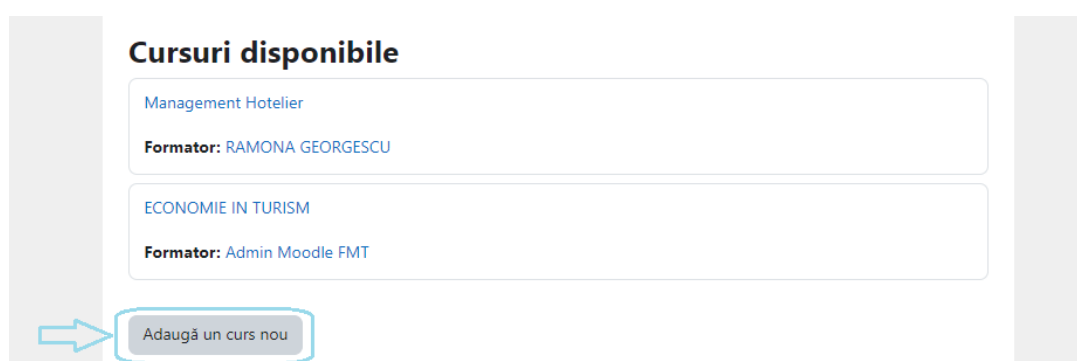 Cursuri disponibile
Management Hotelier
Formator: RAMONA GEORGESCU
ECONOMIE IN TURISM
Formator: Admin Moodle FMT
Adaugă un curs nou